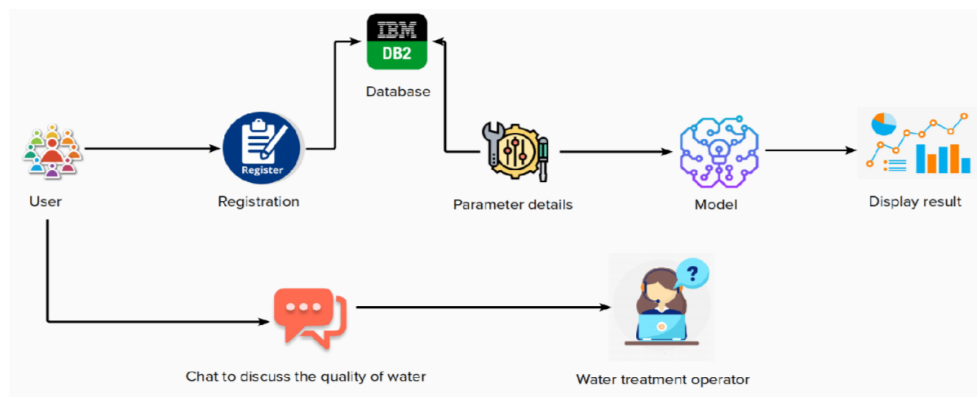 IBM
DB2
Database
Register
User
Registration
Parameter details
Model
Display result
?
Chat to discuss the quality of water
Water treatment operator